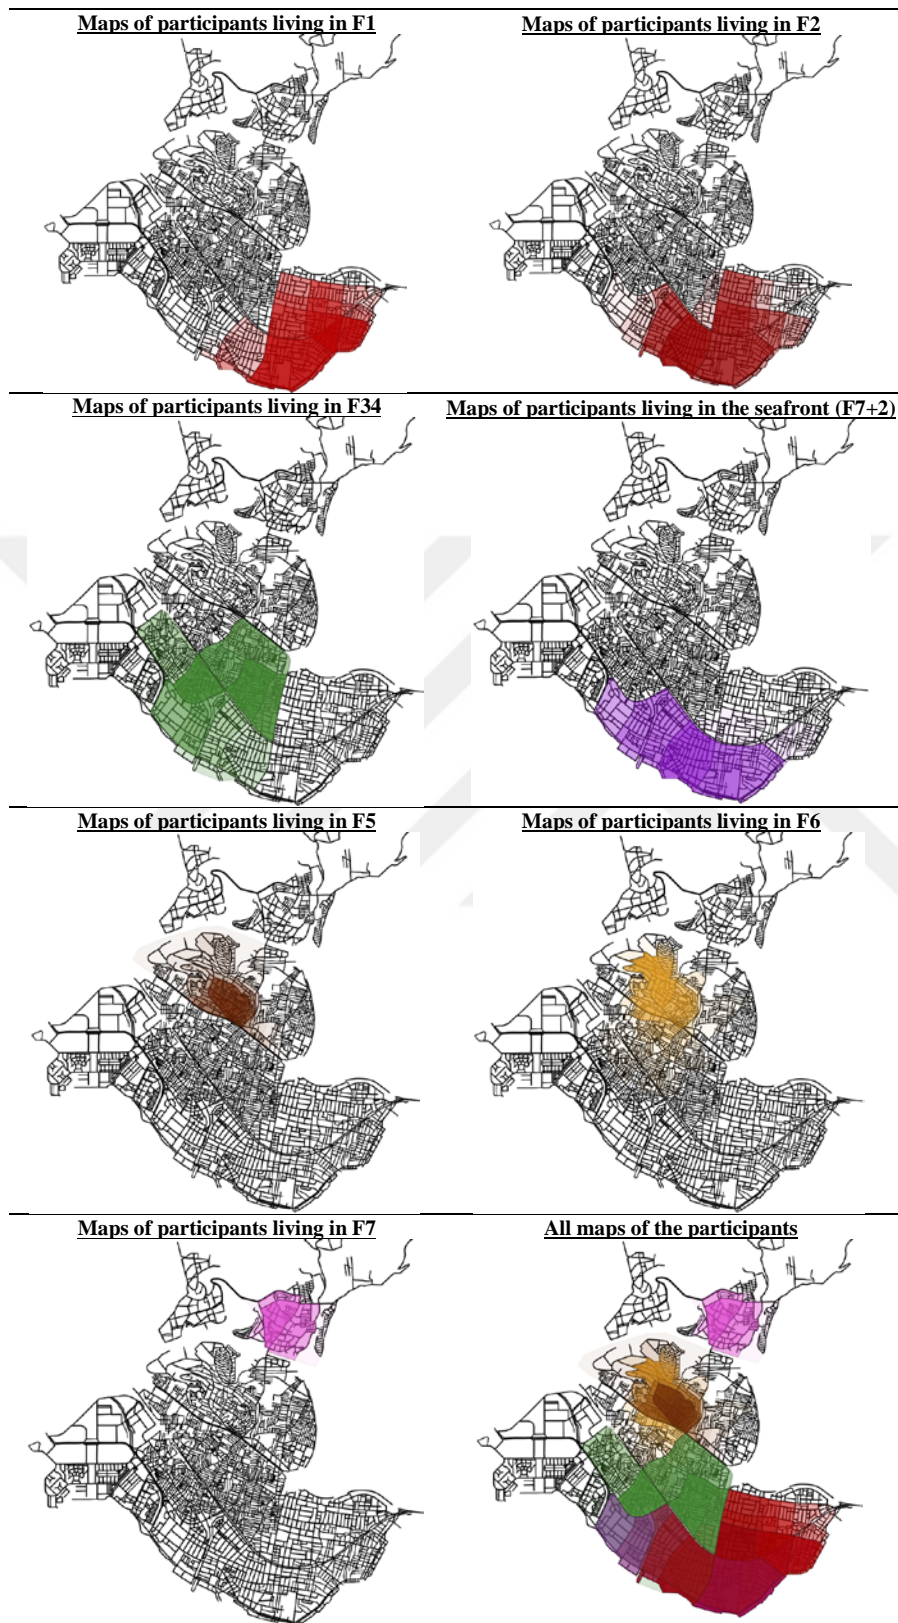 Maps of participants living in F1
Maps of participants living in F2
Maps of participants living in F34
Maps of participants living in the seafront (F7+2)
Maps of participants living in F5
Maps of participants living in F6
Maps of participants living in F7
All maps of the participants